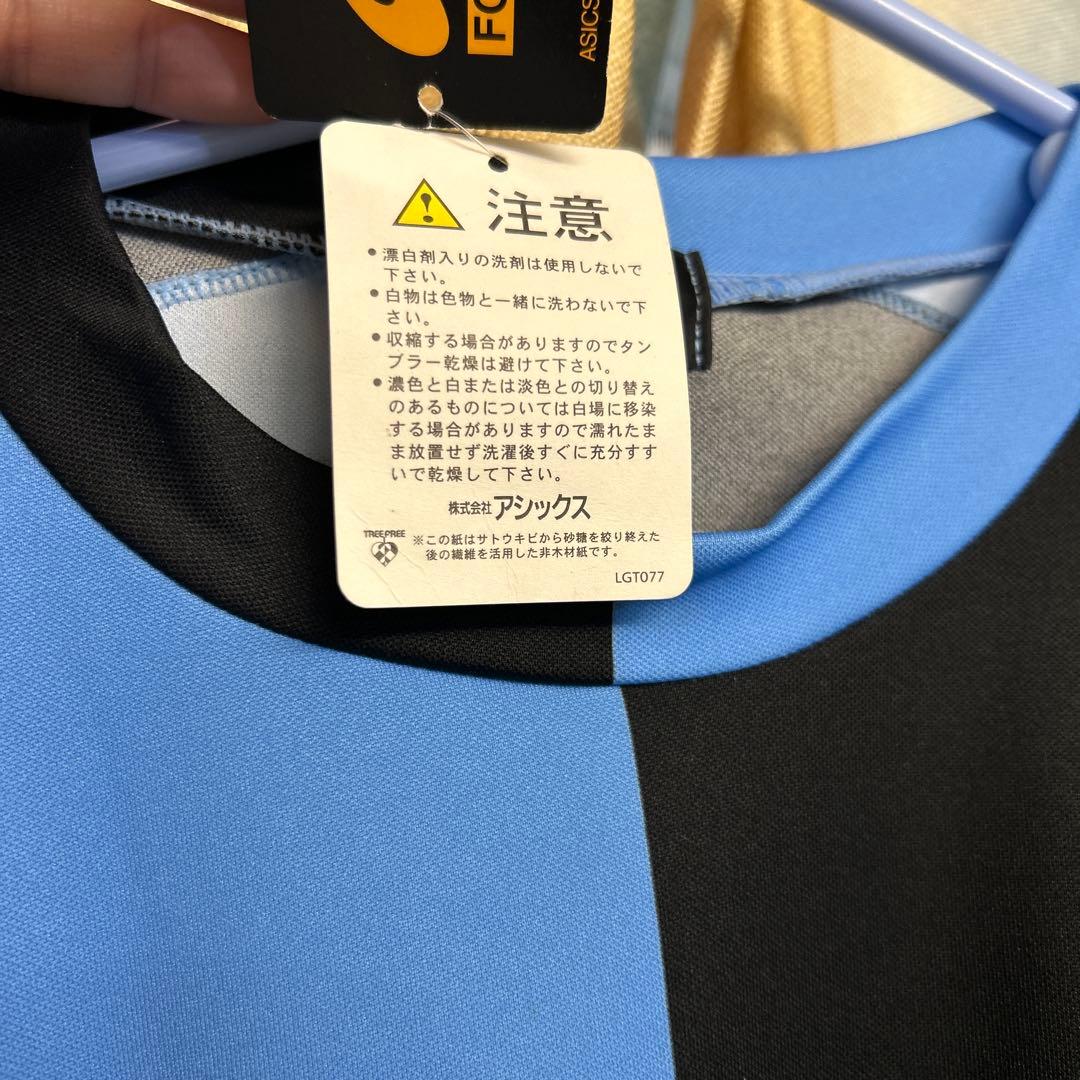 FO
ASICS
注意
●漂白剤入りの洗剤は使用しないで
下さい。
●白物は色物と一緒に洗わないで下
さい。
●収縮する場合がありますのでタン
ブラー乾燥は避けて下さい。
●濃色と白または淡色との切り替え
のあるものについては白場に移染
する場合がありますので濡れたま
ま放置せず洗濯後すぐに充分すす
いで乾燥して下さい。
株式会社アシックス
TREE FREE
※この紙はサトウキビから砂糖を絞り終えた
後の繊維を活用した非木材紙です。
LGT077